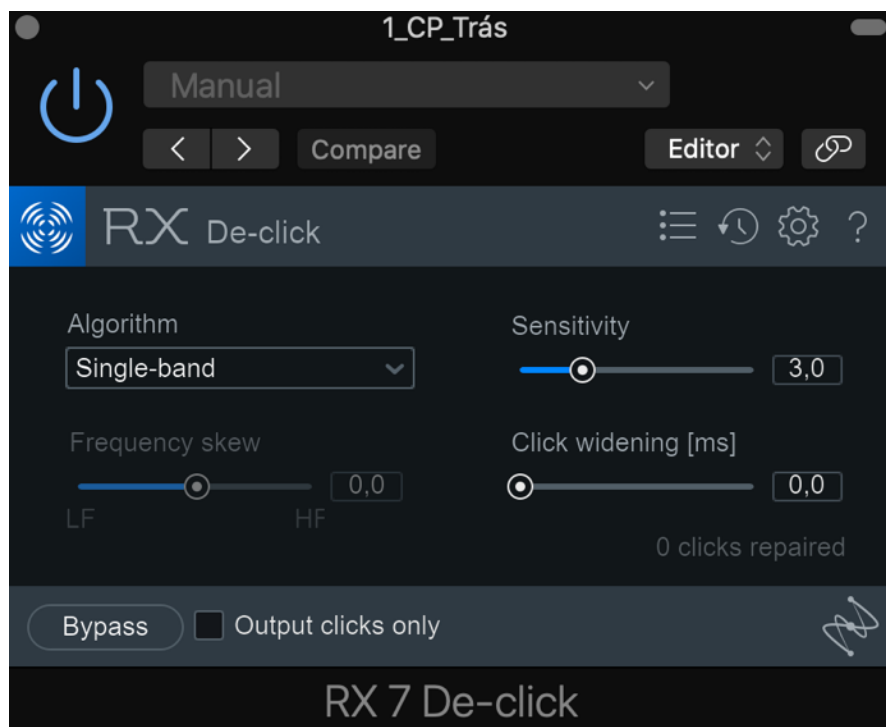 1_CP_Trás
Manual
Compare
Editor
RX De-click
?
Algorithm
Sensitivity
Single-band
3,0
Frequency skew
Click widening [ms]
0,0
0,0
LF
HF
0 clicks repaired
Bypass
Output clicks only
RX 7 De-click